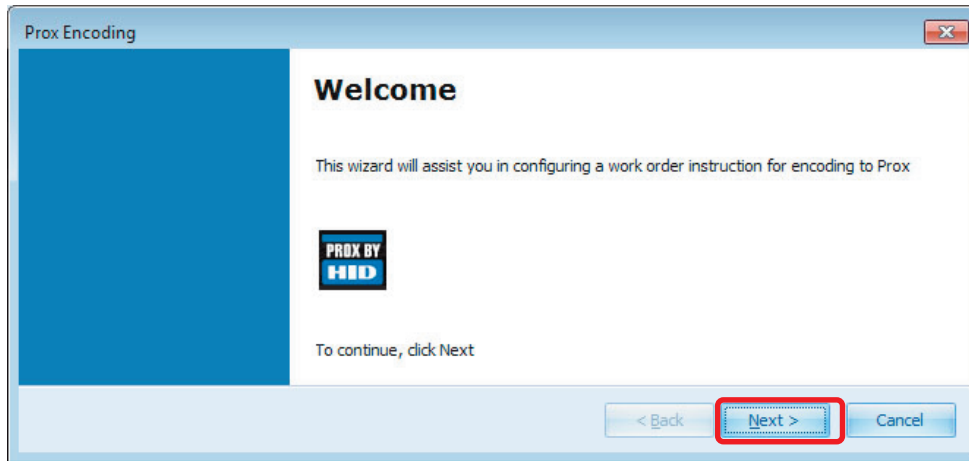 Prox Encoding
Welcome
This wizard will assist you in configuring a work order instruction for encoding to Prox
PROX BY
HID
To continue, click Next
< Back
Next >
Cancel